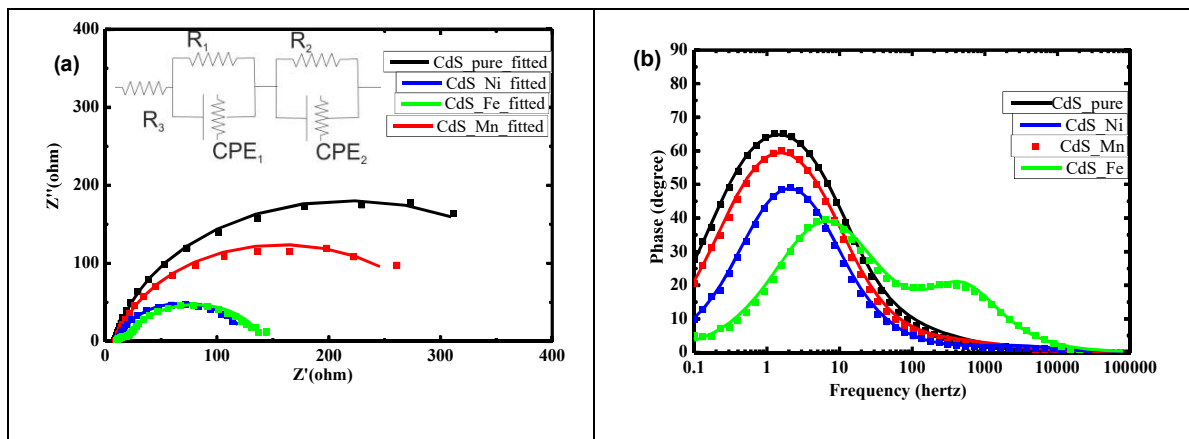 (a)
R1
R2
R3
CPE1
CPE2
CdS_pure_fitted
CdS_Ni_fitted
CdS_Fe_fitted
CdS_Mn_fitted
400
300
200
100
0
Z''(ohm)
0 100 200 300 400
Z'(ohm)
(b)
CdS_pure
CdS_Ni
CdS_Mn
CdS_Fe
90
80
70
60
50
40
30
20
10
0
Phase (degree)
0.1 1 10 100 1000 10000 100000
Frequency (hertz)